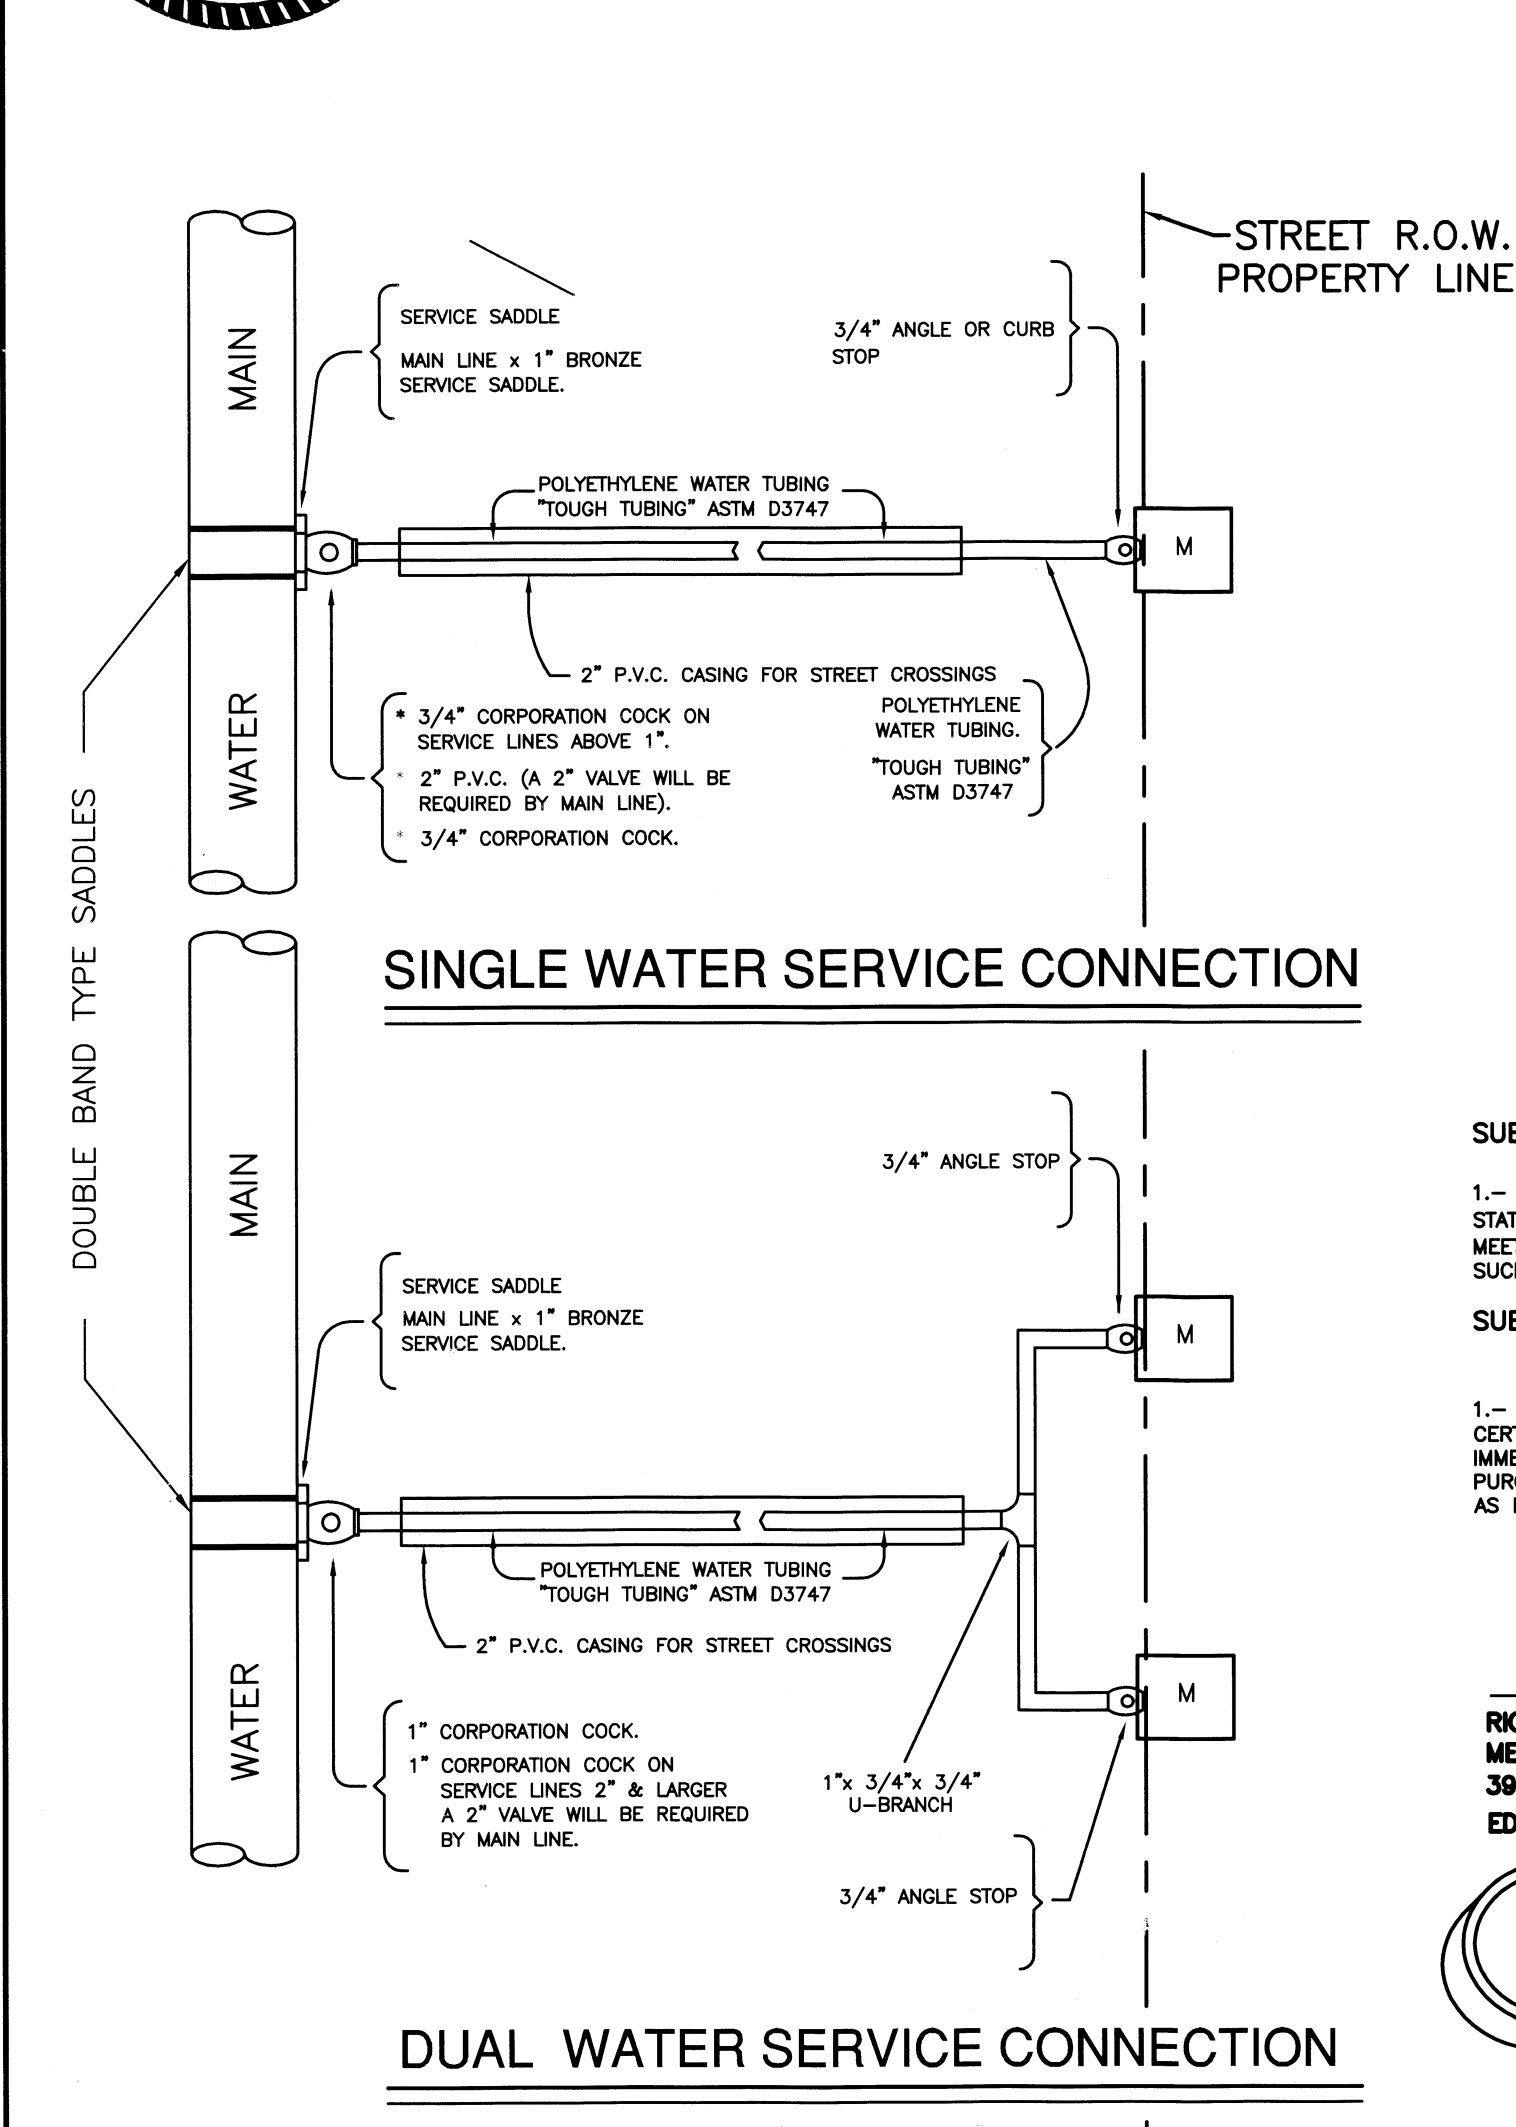 STREET R.O.W.
PROPERTY LINE
MAIN
SERVICE SADDLE
MAIN LINE x 1" BRONZE
SERVICE SADDLE.
3/4" ANGLE OR CURB
STOP
POLYETHYLENE WATER TUBING
"TOUGH TUBING" ASTM D3747
M
2" P.V.C. CASING FOR STREET CROSSINGS
WATER
* 3/4" CORPORATION COCK ON
SERVICE LINES ABOVE 1".
* 2" P.V.C. (A 2" VALVE WILL BE
REQUIRED BY MAIN LINE).
* 3/4" CORPORATION COCK.
POLYETHYLENE
WATER TUBING.
"TOUGH TUBING"
ASTM D3747
DOUBLE BAND TYPE SADDLES
SINGLE WATER SERVICE CONNECTION
MAIN
3/4" ANGLE STOP
SERVICE SADDLE
MAIN LINE x 1" BRONZE
SERVICE SADDLE.
M
POLYETHYLENE WATER TUBING
"TOUGH TUBING" ASTM D3747
2" P.V.C. CASING FOR STREET CROSSINGS
WATER
M
1" CORPORATION COCK.
1" CORPORATION COCK ON
SERVICE LINES 2" & LARGER
A 2" VALVE WILL BE REQUIRED
BY MAIN LINE.
1"x 3/4"x 3/4"
U-BRANCH
3/4" ANGLE STOP
DUAL WATER SERVICE CONNECTION
1.-
1.-
AS
39